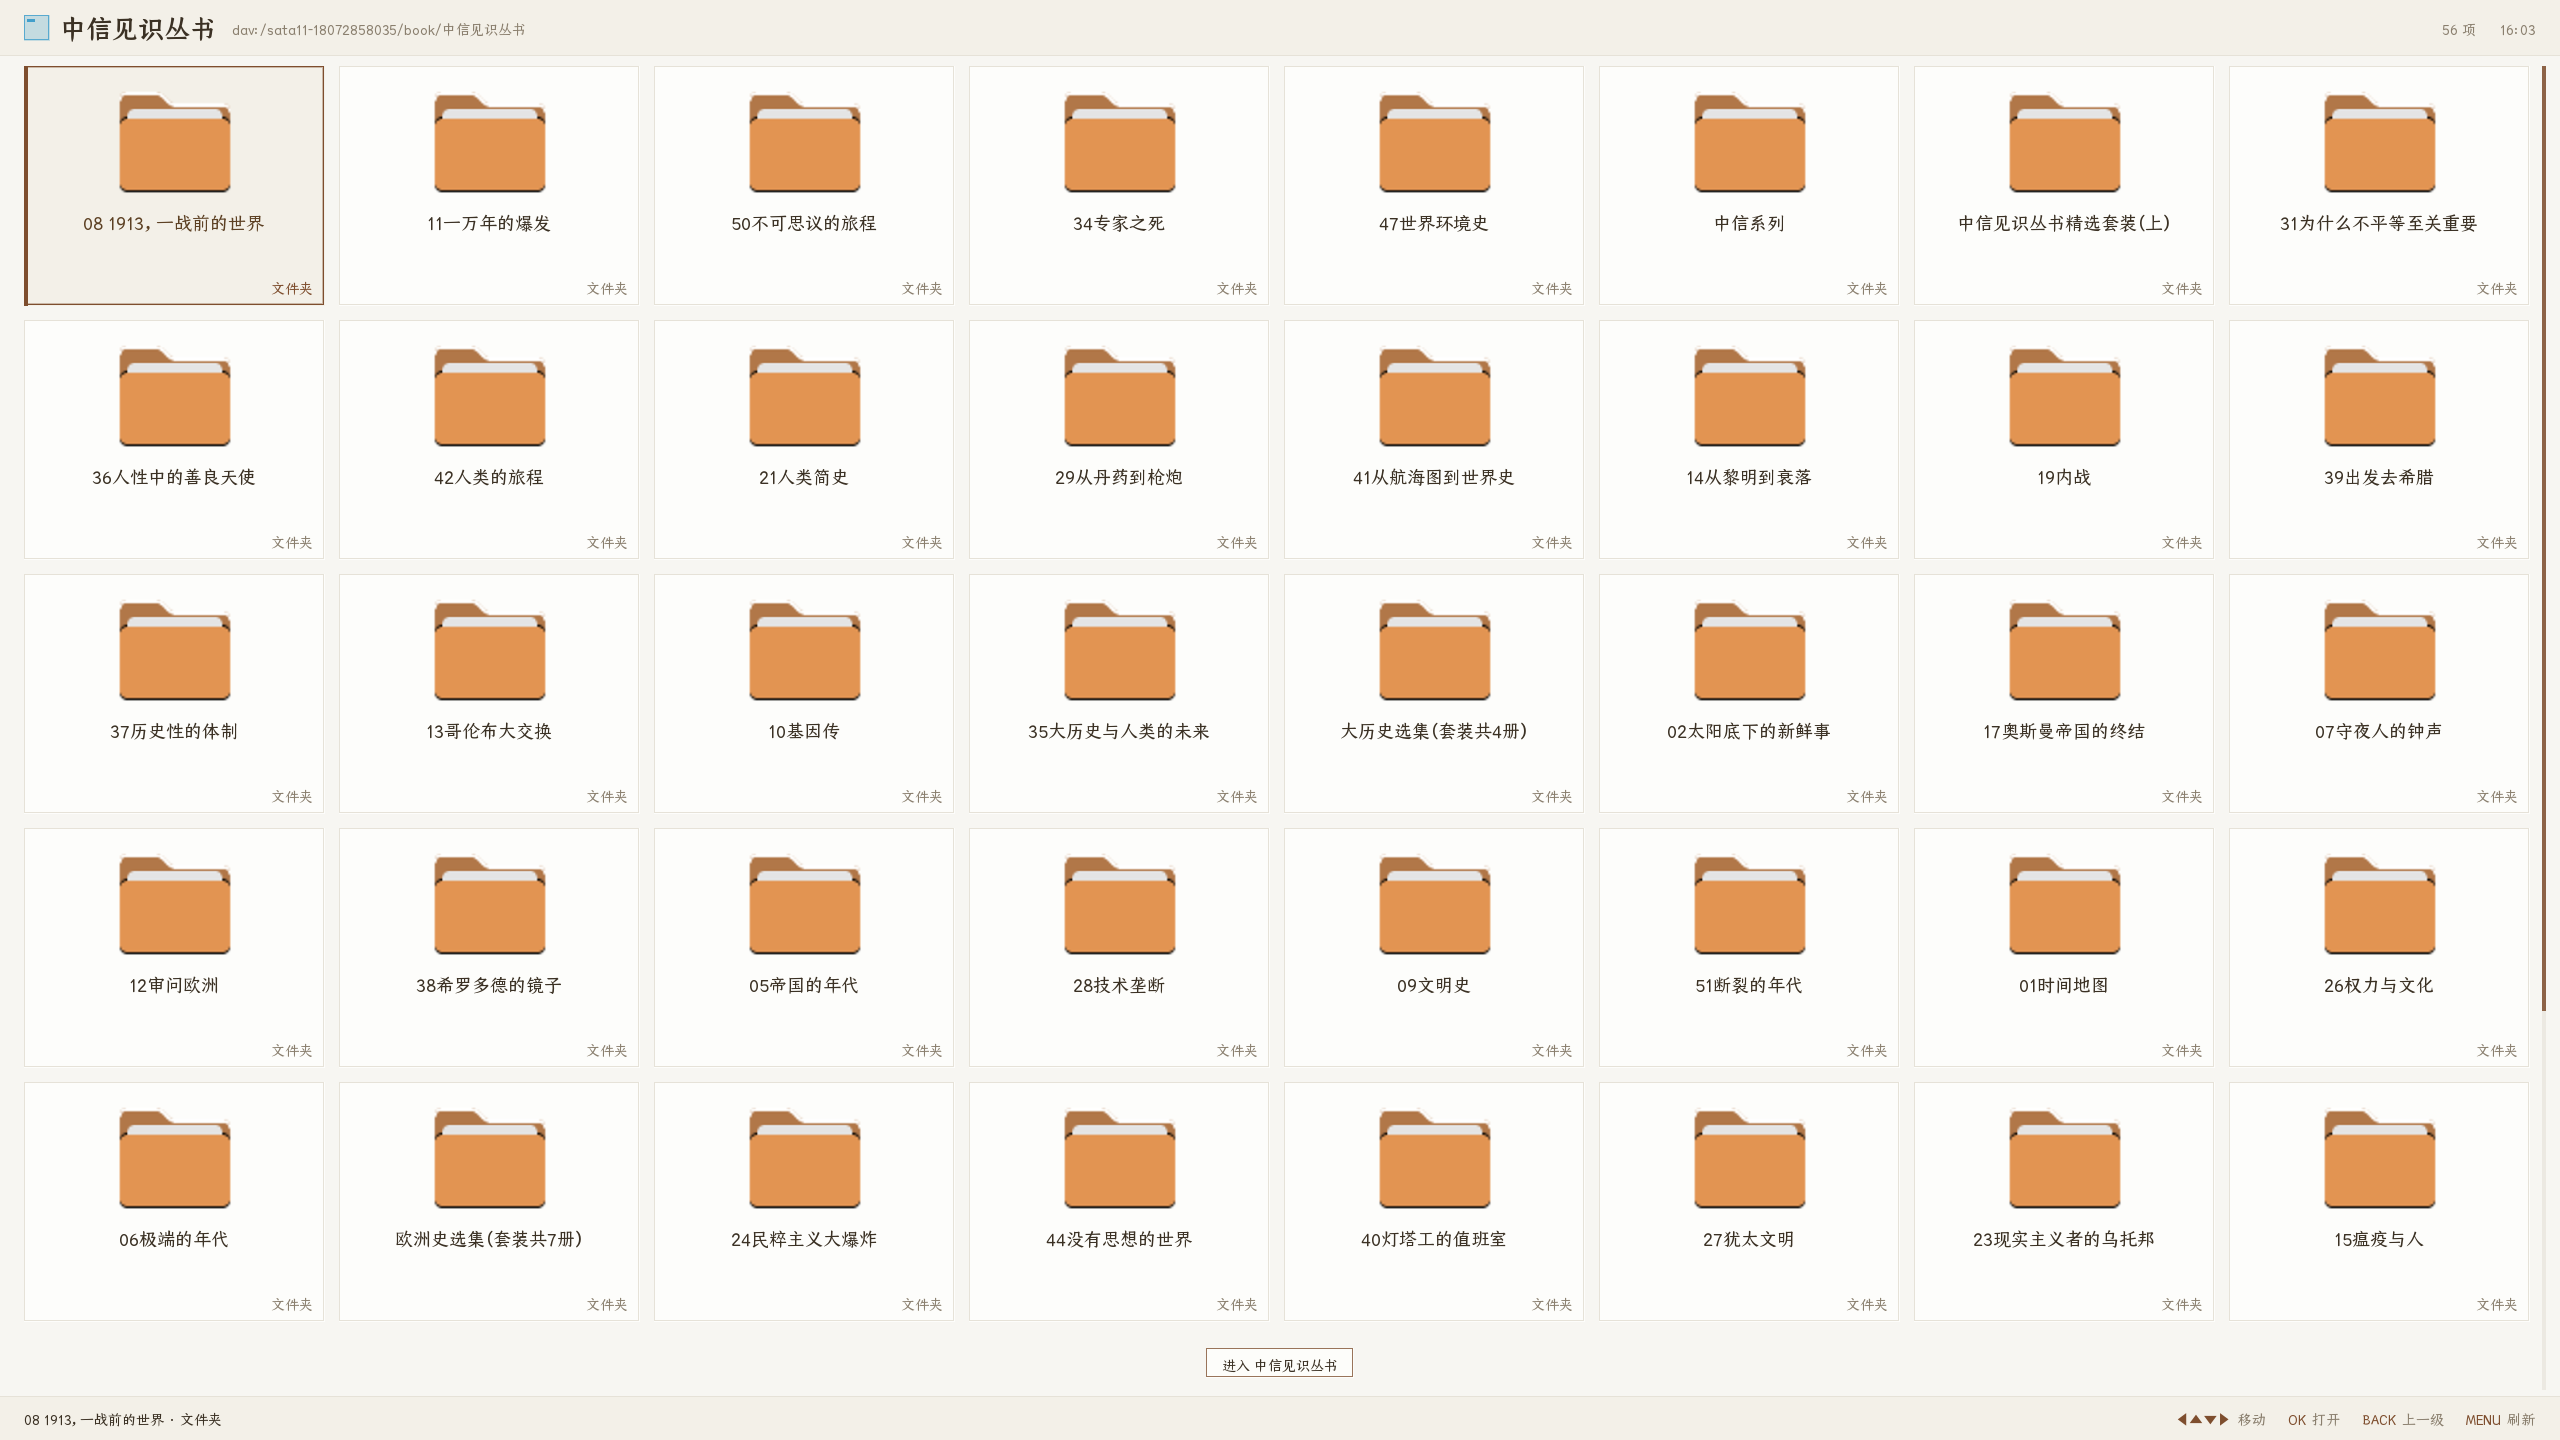 中信见识丛书 dav:/sata11-18072858035/book/中信见识丛书 56 项 16:03
08 1913，一战前的世界
文件夹
11一万年的爆发
文件夹
50不可思议的旅程
文件夹
34专家之死
文件夹
47世界环境史
文件夹
中信系列
文件夹
中信见识丛书精选套装(上)
文件夹
31为什么不平等至关重要
文件夹
36人性中的善良天使
文件夹
42人类的旅程
文件夹
21人类简史
文件夹
29从丹药到枪炮
文件夹
41从航海图到世界史
文件夹
14从黎明到衰落
文件夹
19内战
文件夹
39出发去希腊
文件夹
37历史性的体制
文件夹
13哥伦布大交换
文件夹
10基因传
文件夹
35大历史与人类的未来
文件夹
大历史选集(套装共4册)
文件夹
02太阳底下的新鲜事
文件夹
17奥斯曼帝国的终结
文件夹
07守夜人的钟声
文件夹
12审问欧洲
文件夹
38希罗多德的镜子
文件夹
05帝国的年代
文件夹
28技术垄断
文件夹
09文明史
文件夹
51断裂的年代
文件夹
01时间地图
文件夹
26权力与文化
文件夹
06极端的年代
文件夹
欧洲史选集(套装共7册)
文件夹
24民粹主义大爆炸
文件夹
44没有思想的世界
文件夹
40灯塔工的值班室
文件夹
27犹太文明
文件夹
23现实主义者的乌托邦
文件夹
15瘟疫与人
文件夹
进入 中信见识丛书
08 1913，一战前的世界 · 文件夹 ◀▲▼▶ 移动 OK 打开 BACK 上一级 MENU 刷新